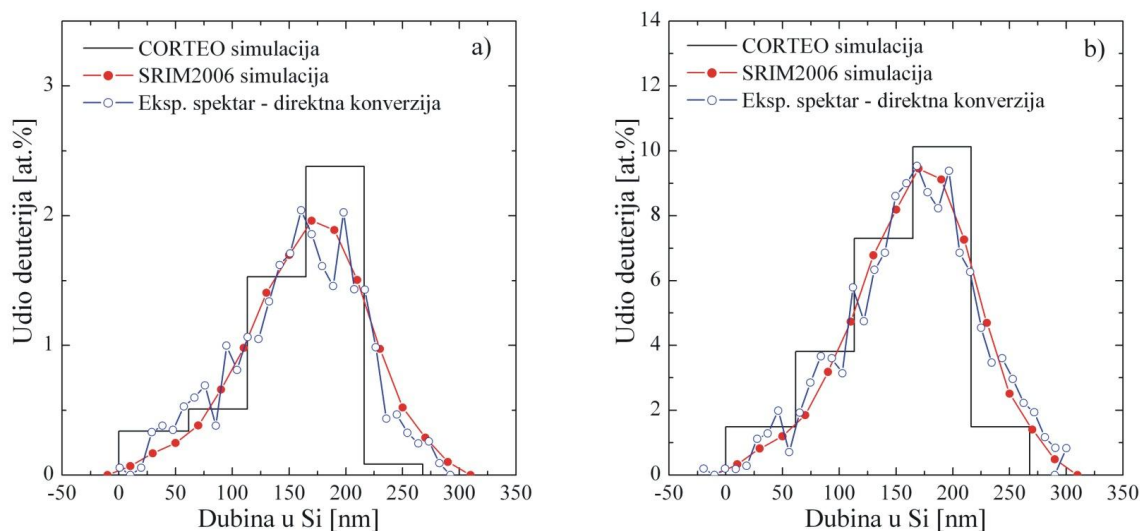 a)
CORTEO simulacija
SRIM2006 simulacija
Eksp. spektar - direktna konverzija
Udio deuterija [at.%]
3
2
1
0
-50 0 50 100 150 200 250 300 350
Dubina u Si [nm]
b)
CORTEO simulacija
SRIM2006 simulacija
Eksp. spektar - direktna konverzija
Udio deuterija [at.%]
14
12
10
8
6
4
2
0
-50 0 50 100 150 200 250 300 350
Dubina u Si [nm]